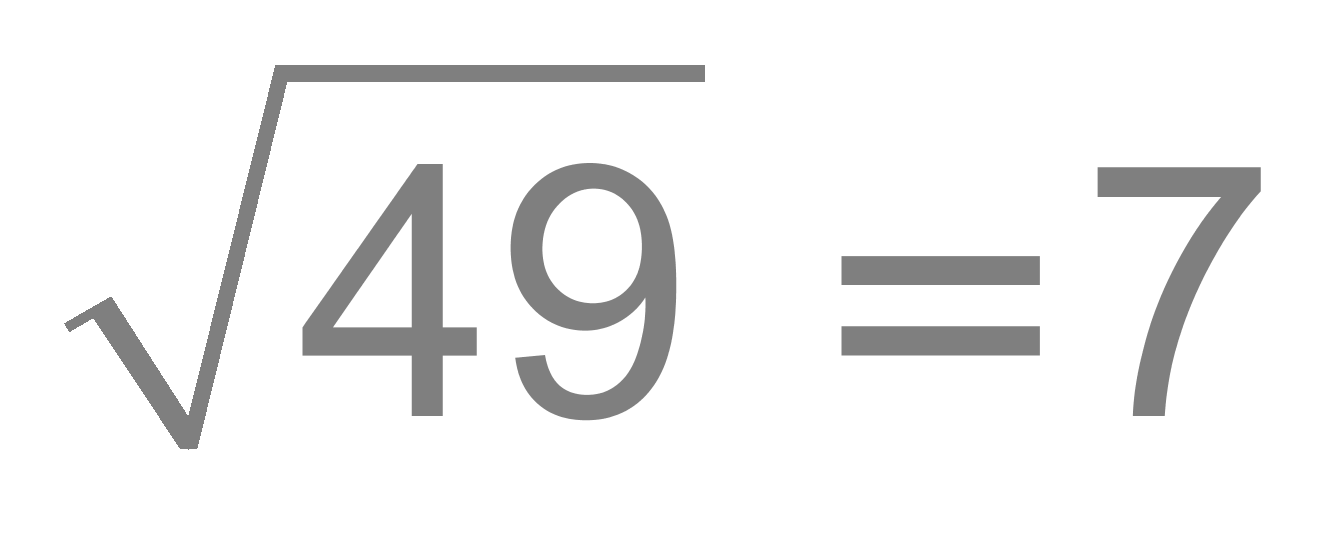 √49 = 7